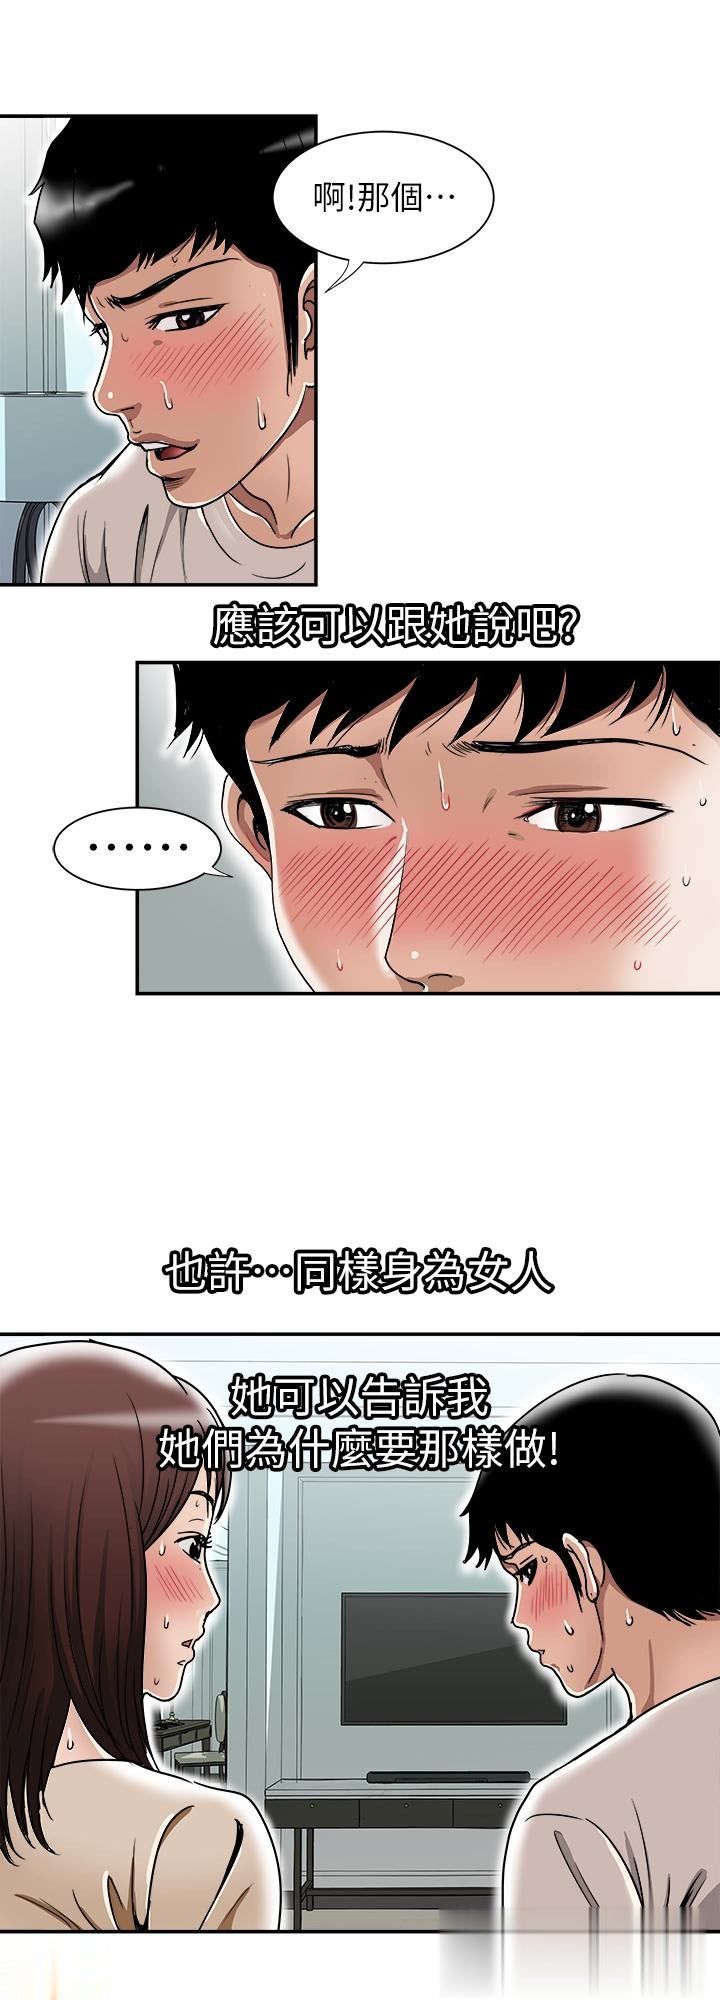 啊!那個⋯
應該可以跟她說吧?
⋯⋯
也許⋯同樣身為女人
她可以告訴我
她們為什麼要那樣做!